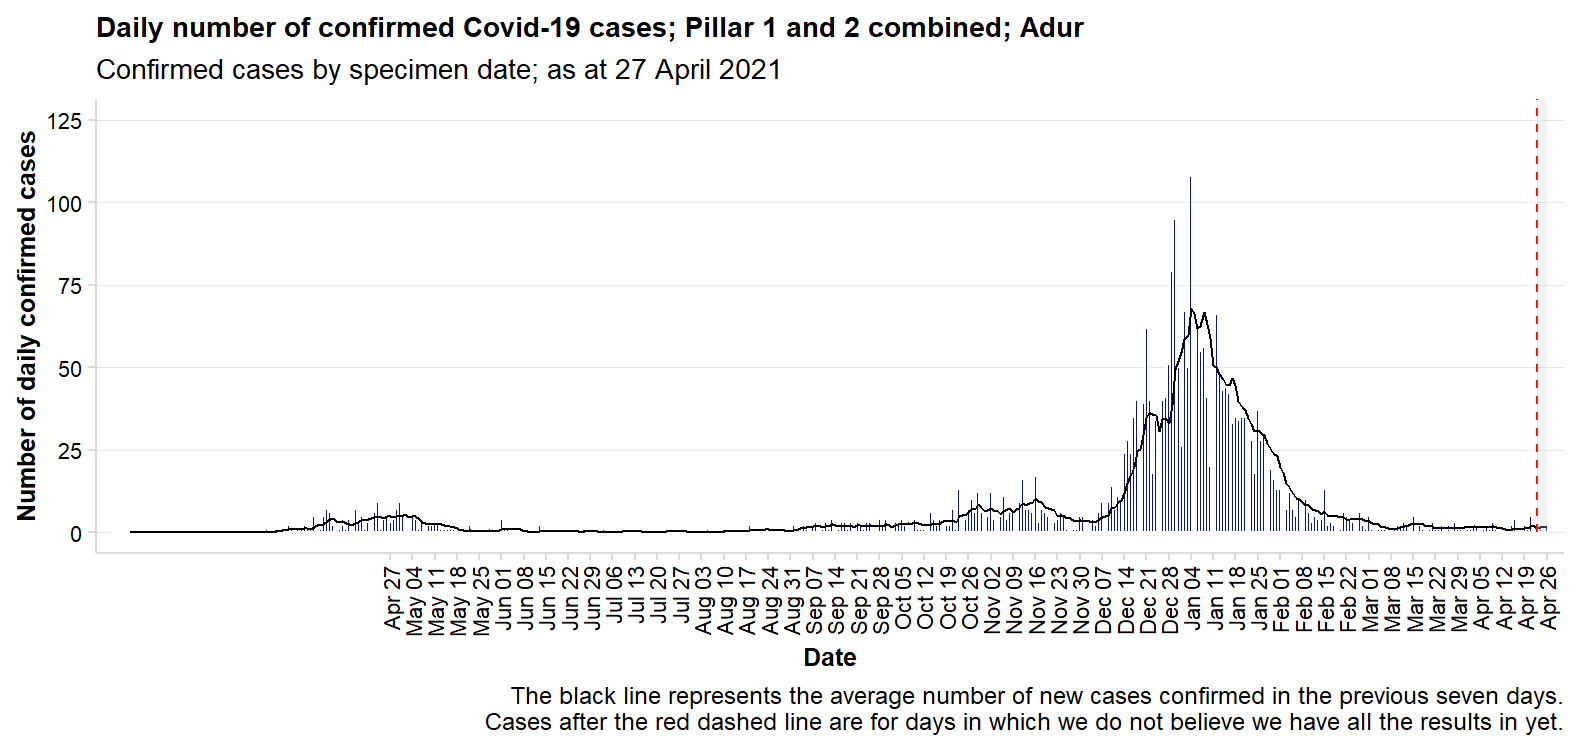 Daily number of confirmed Covid-19 cases; Pillar 1 and 2 combined; Adur
Confirmed cases by specimen date; as at 27 April 2021
Number of daily confirmed cases
125
100
75
50
25
0
Apr 27
May 04
May 11
May 18
May 25
Jun 01
Jun 08
Jun 15
Jun 22
Jun 29
Jul 06
Jul 13
Jul 20
Jul 27
Aug 03
Aug 10
Aug 17
Aug 24
Aug 31
Sep 07
Sep 14
Sep 21
Sep 28
Oct 05
Oct 12
Oct 19
Oct 26
Nov 02
Nov 09
Nov 16
Nov 23
Nov 30
Dec 07
Dec 14
Dec 21
Dec 28
Jan 04
Jan 11
Jan 18
Jan 25
Feb 01
Feb 08
Feb 15
Feb 22
Mar 01
Mar 08
Mar 15
Mar 22
Mar 29
Apr 05
Apr 12
Apr 19
Apr 26
Date
The black line represents the average number of new cases confirmed in the previous seven days.
Cases after the red dashed line are for days in which we do not believe we have all the results in yet.